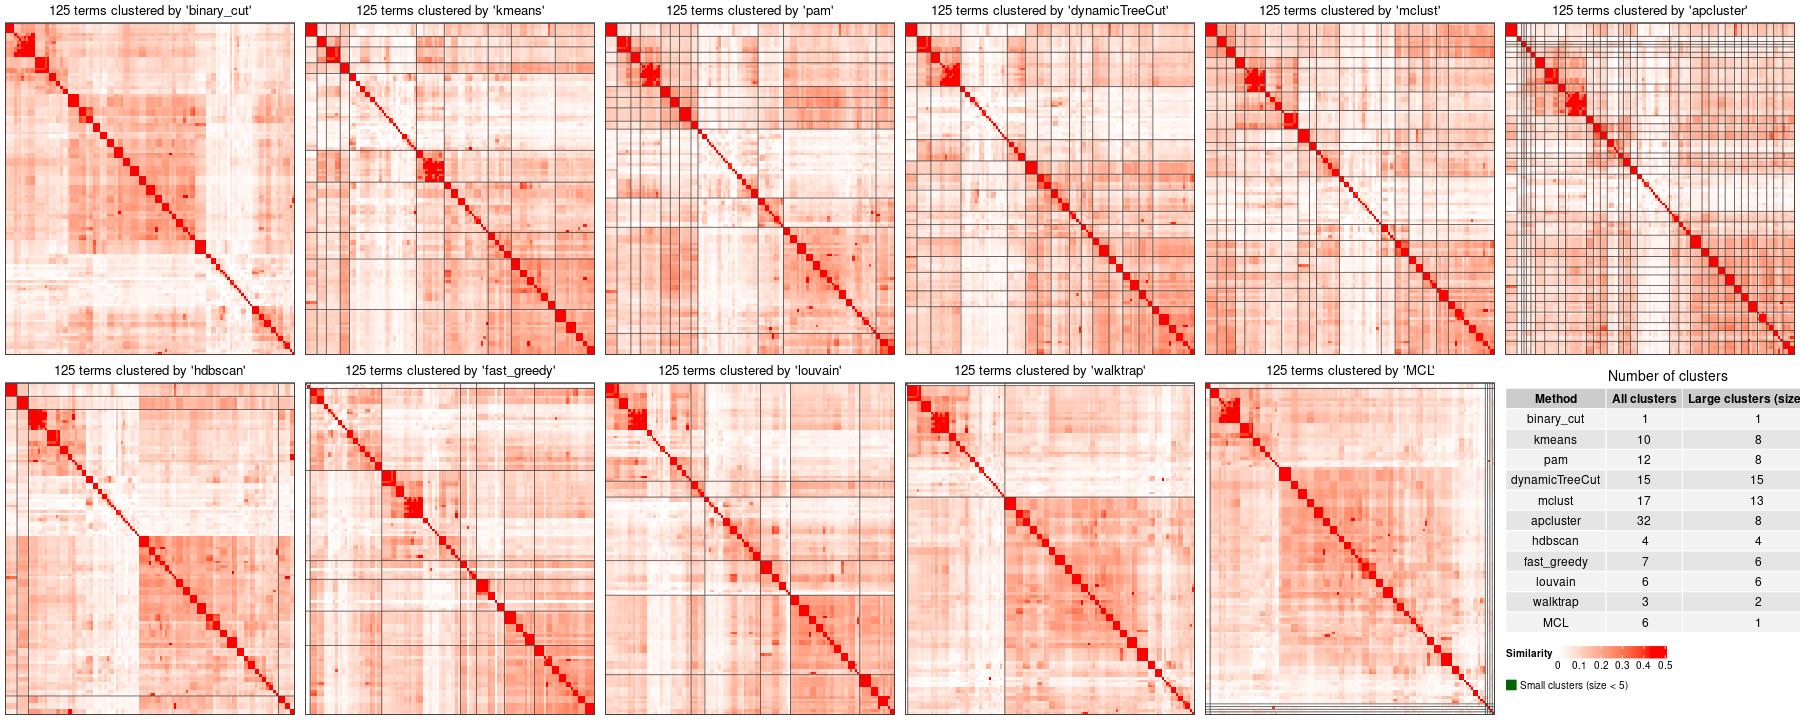 125 terms clustered by 'binary_cut'
125 terms clustered by 'kmeans'
125 terms clustered by 'pam'
125 terms clustered by 'dynamicTreeCut'
125 terms clustered by 'mclust'
125 terms clustered by 'apcluster'
125 terms clustered by 'hdbscan'
125 terms clustered by 'fast_greedy'
125 terms clustered by 'louvain'
125 terms clustered by 'walktrap'
125 terms clustered by 'MCL'
Number of clusters
Method All clusters Large clusters (size
binary_cut 1 1
kmeans 10 8
pam 12 8
dynamicTreeCut 15 15
mclust 17 13
apcluster 32 8
hdbscan 4 4
fast_greedy 7 6
louvain 6 6
walktrap 3 2
MCL 6 1
Similarity
0 0.1 0.2 0.3 0.4 0.5
Small clusters (size < 5)